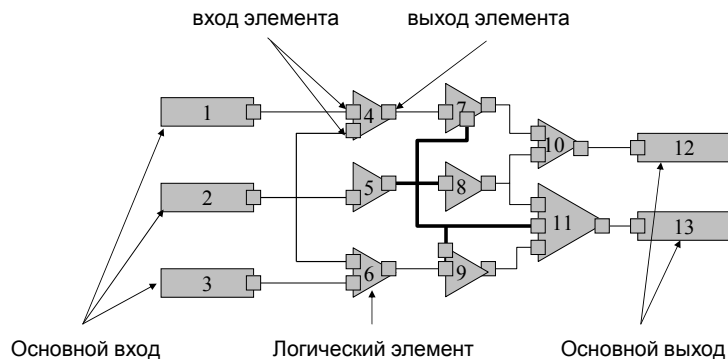 вход элемента
выход элемента
1
4
7
10
12
2
5
8
11
13
3
6
9
Основной вход
Логический элемент
Основной выход